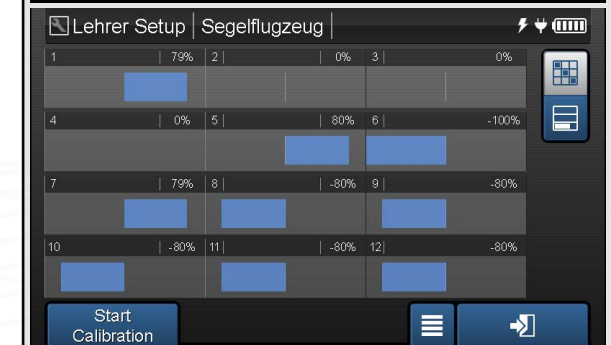 Lehrer Setup | Segelflugzeug |
1 | 79% 2 | | 0% 3 | 0%
4 | 0% 5 | | 80% 6 | -100%
7 | 79% 8 | | -80% 9 | -80%
10 | -80% 11 | | -80% 12 | -80%
Start
Calibration